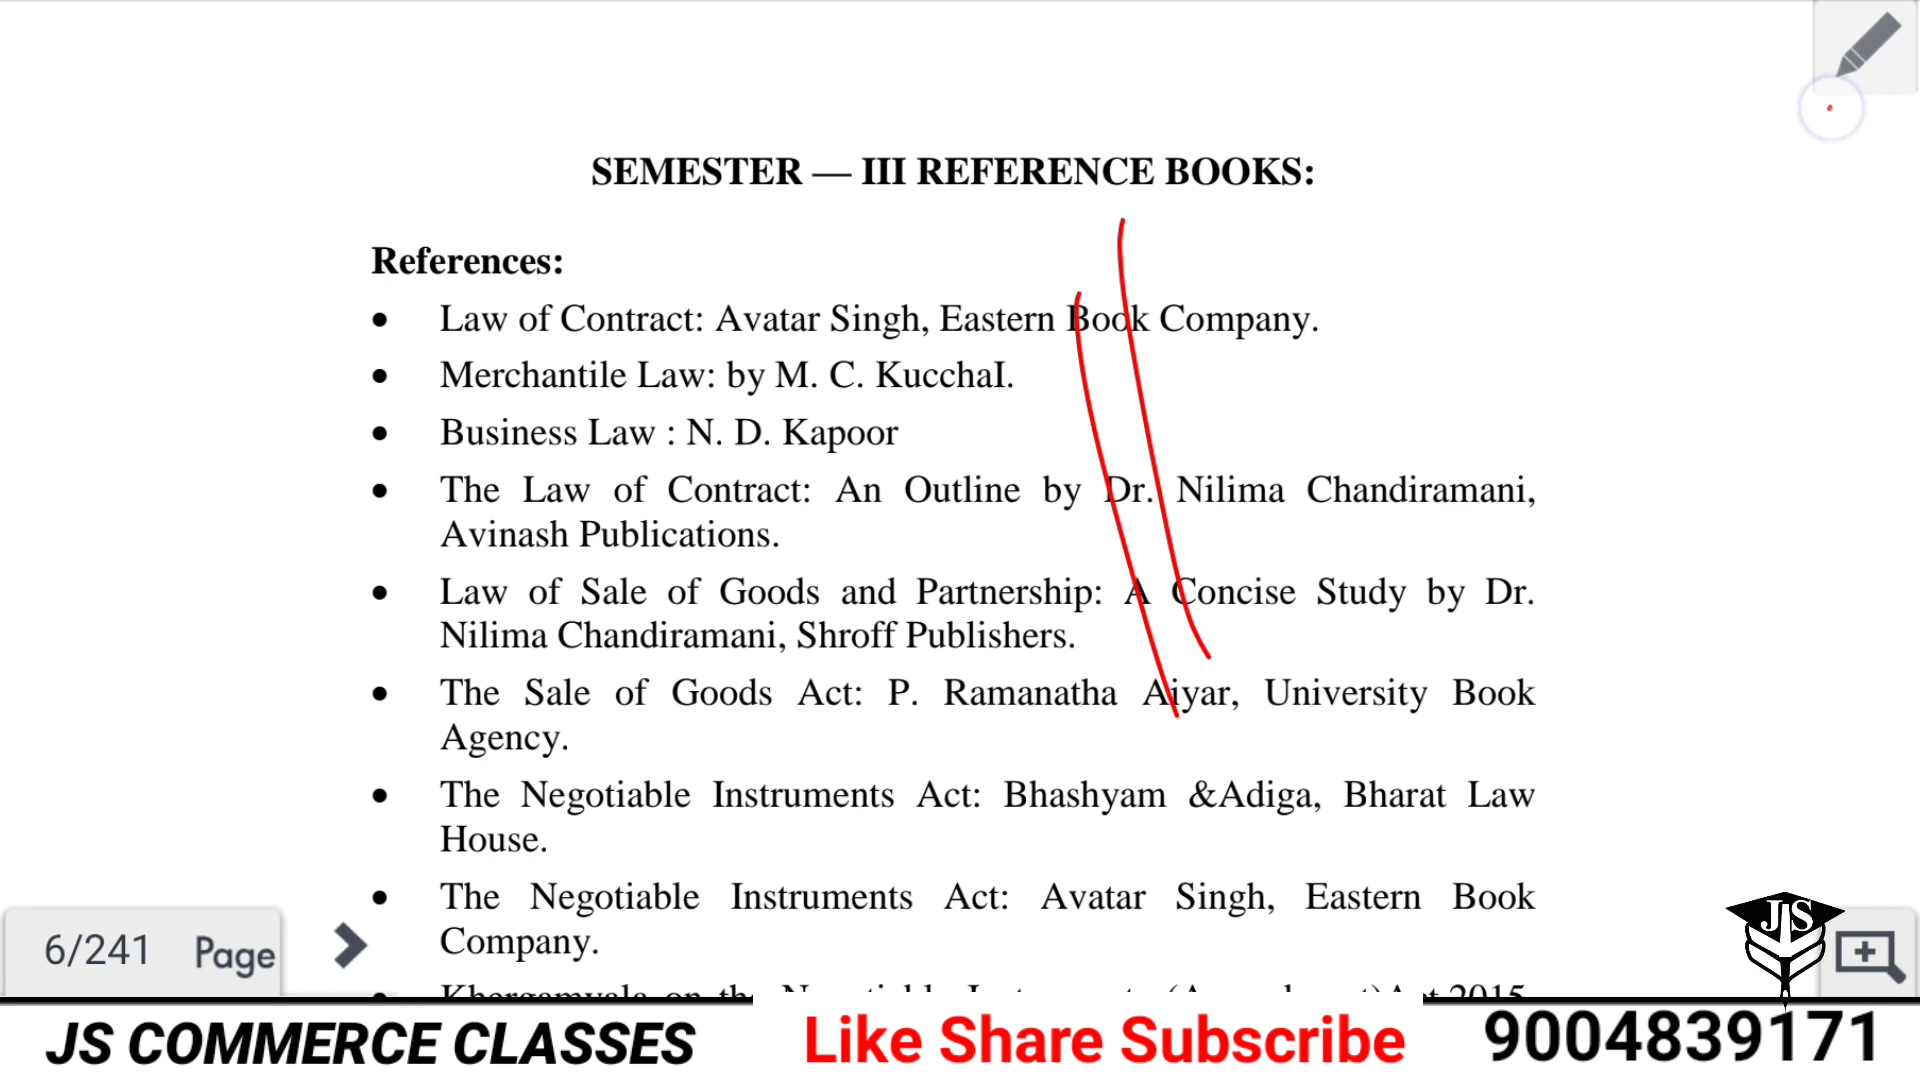 SEMESTER — III REFERENCE BOOKS:
References:
• Law of Contract: Avatar Singh, Eastern Book Company.
• Merchantile Law: by M. C. KucchaI.
• Business Law : N. D. Kapoor
• The Law of Contract: An Outline by Dr. Nilima Chandiramani,
Avinash Publications.
• Law of Sale of Goods and Partnership: A Concise Study by Dr.
Nilima Chandiramani, Shroff Publishers.
• The Sale of Goods Act: P. Ramanatha Aiyar, University Book
Agency.
• The Negotiable Instruments Act: Bhashyam &Adiga, Bharat Law
House.
• The Negotiable Instruments Act: Avatar Singh, Eastern Book
Company.
6/241 Page
JS
JS COMMERCE CLASSES
Like Share Subscribe
9004839171